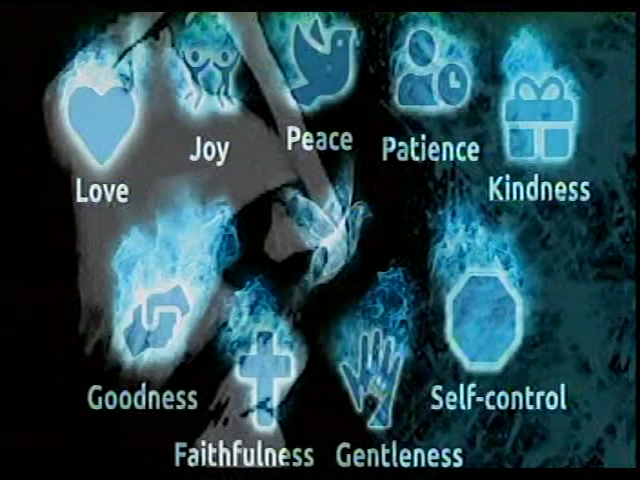 Love
Joy
Peace
Patience
Kindness
Goodness
Faithfulness
Gentleness
Self-control